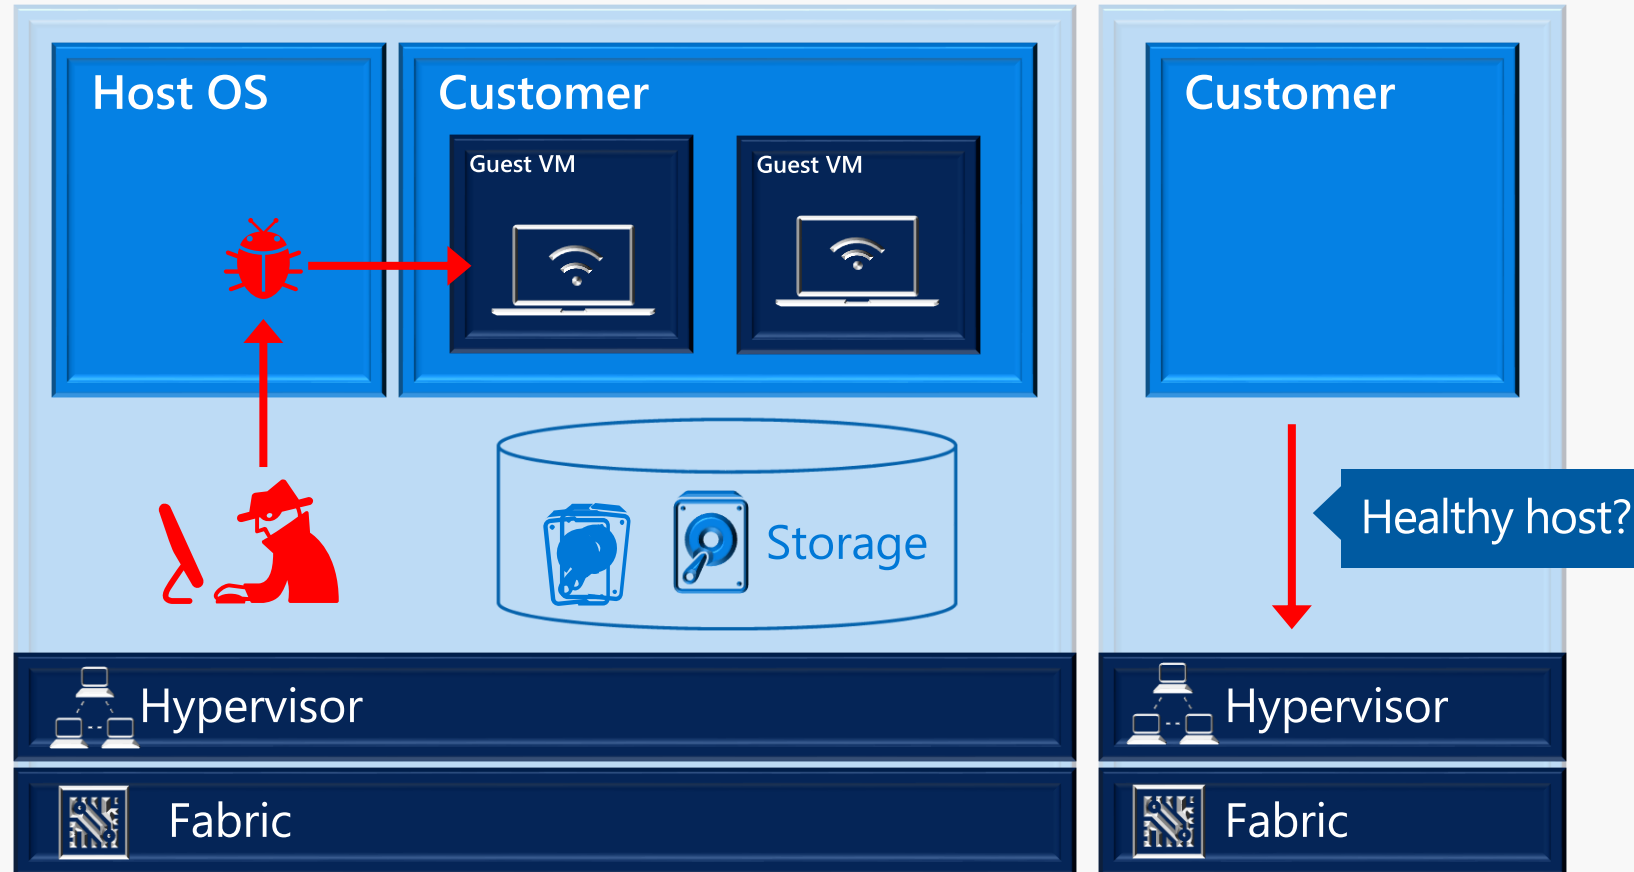 Host OS
Customer
Guest VM
Guest VM
Storage
Hypervisor
Fabric
Customer
Healthy host?
Hypervisor
Fabric